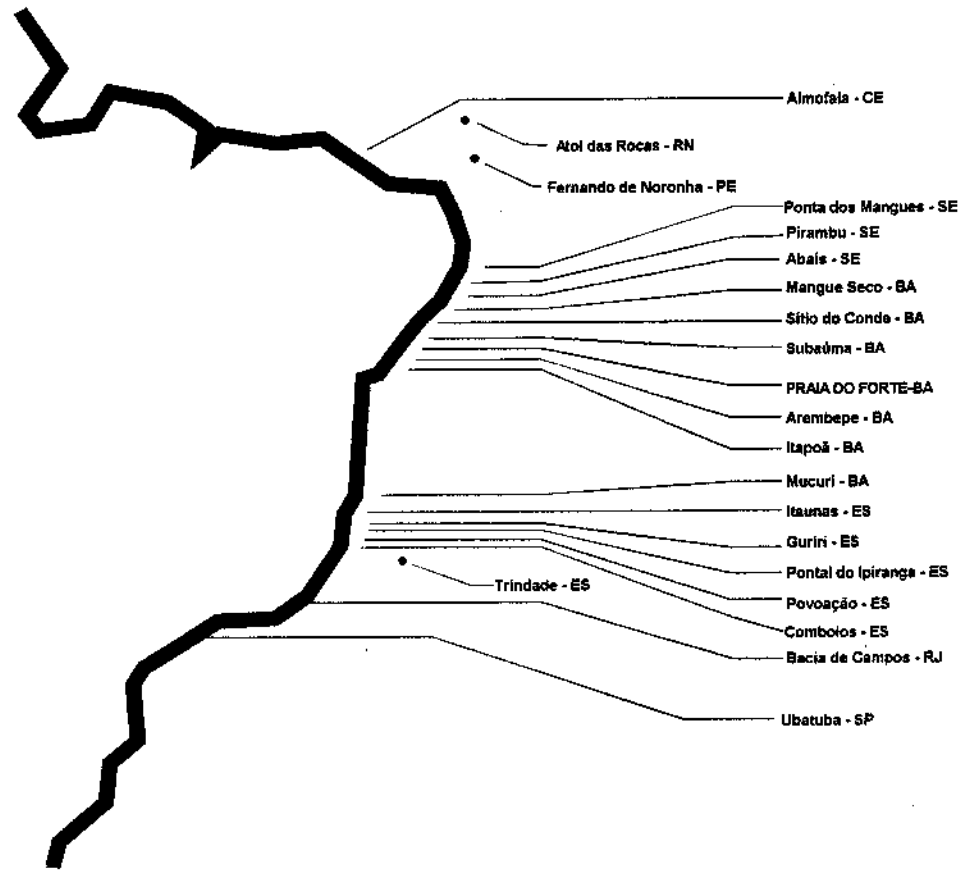 Almofala - CE
Atol das Rocas - RN
Fernando de Noronha - PE
Ponta dos Mangues - SE
Pirambu - SE
Abaís - SE
Mangue Seco - BA
Sítio do Conde - BA
Subaúma - BA
PRAIA DO FORTE-BA
Arembepe - BA
Itapoã - BA
Mucuri - BA
Itaunas - ES
Guriri - ES
Pontal do Ipiranga - ES
Trindade - ES
Povoação - ES
Comboios - ES
Bacia de Campos - RJ
Ubatuba - SP